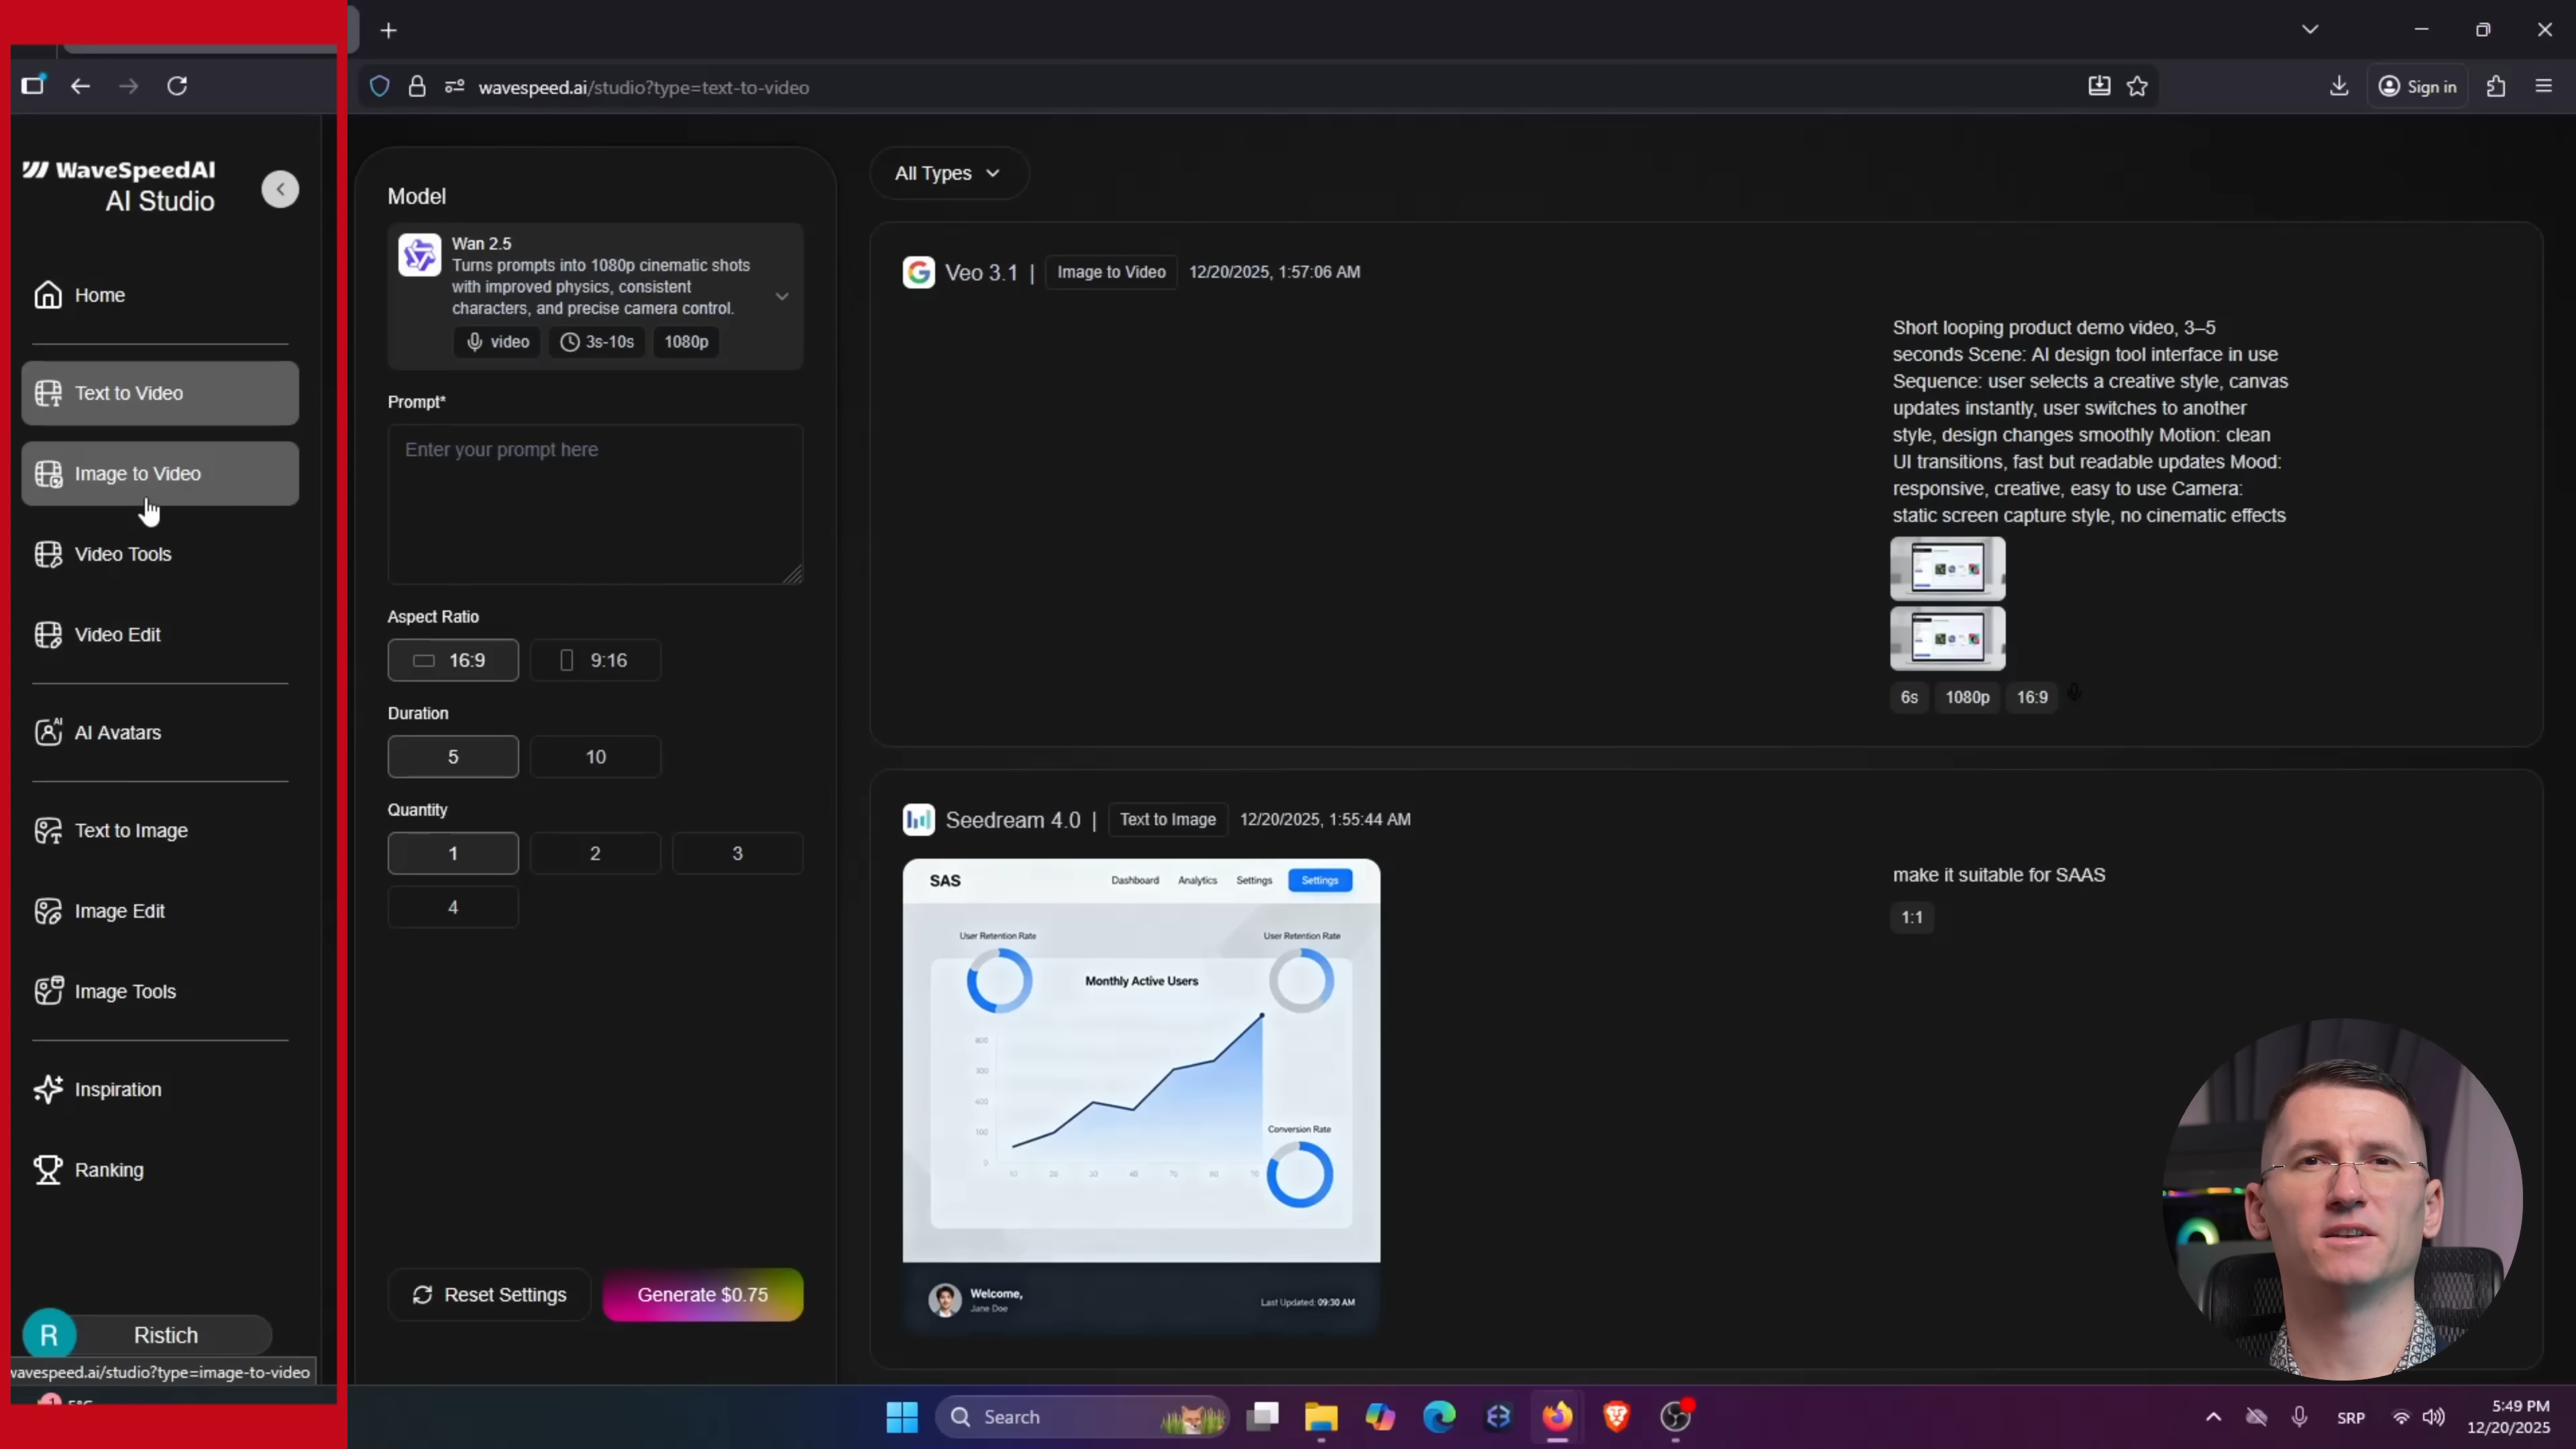 wavespeed.ai/studio?type=text-to-video
Sign in
WaveSpeedAI
AI Studio
Home
Text to Video
Image to Video
Video Tools
Video Edit
AI Avatars
Text to Image
Image Edit
Image Tools
Inspiration
Ranking
R
Ristich
wavespeed.ai/studio?type=image-to-video
Model
Wan 2.5
Turns prompts into 1080p cinematic shots
with improved physics, consistent
characters, and precise camera control.
video
3s-10s
1080p
Prompt*
Enter your prompt here
Aspect Ratio
16:9
9:16
Duration
5
10
Quantity
1
2
3
4
Reset Settings
Generate $0.75
All Types
Veo 3.1 | Image to Video 12/20/2025, 1:57:06 AM
Short looping product demo video, 3–5
seconds Scene: AI design tool interface in use
Sequence: user selects a creative style, canvas
updates instantly, user switches to another
style, design changes smoothly Motion: clean
UI transitions, fast but readable updates Mood:
responsive, creative, easy to use Camera:
static screen capture style, no cinematic effects
6s
1080p
16:9
Seedream 4.0 | Text to Image 12/20/2025, 1:55:44 AM
make it suitable for SAAS
1:1
SAS
Dashboard
Analytics
Settings
Settings
User Retention Rate
User Retention Rate
Monthly Active Users
Conversion Rate
Welcome,
Jane Doe
Last Updated: 09:30 AM
Search
SRP
5:49 PM
12/20/2025